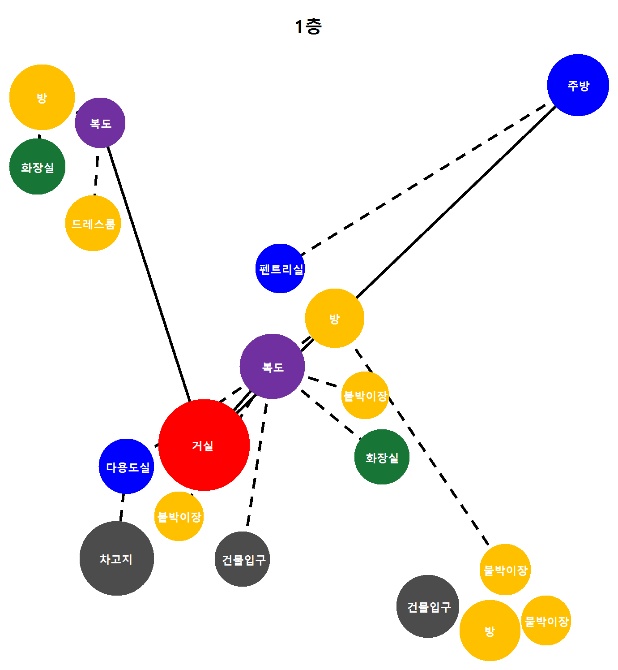 1층
방
주방
복도
화장실
드레스룸
펜트리실
방
복도
붙박이장
거실
화장실
다용도실
붙박이장
차고지
건물입구
붙박이장
건물입구
붙박이장
방